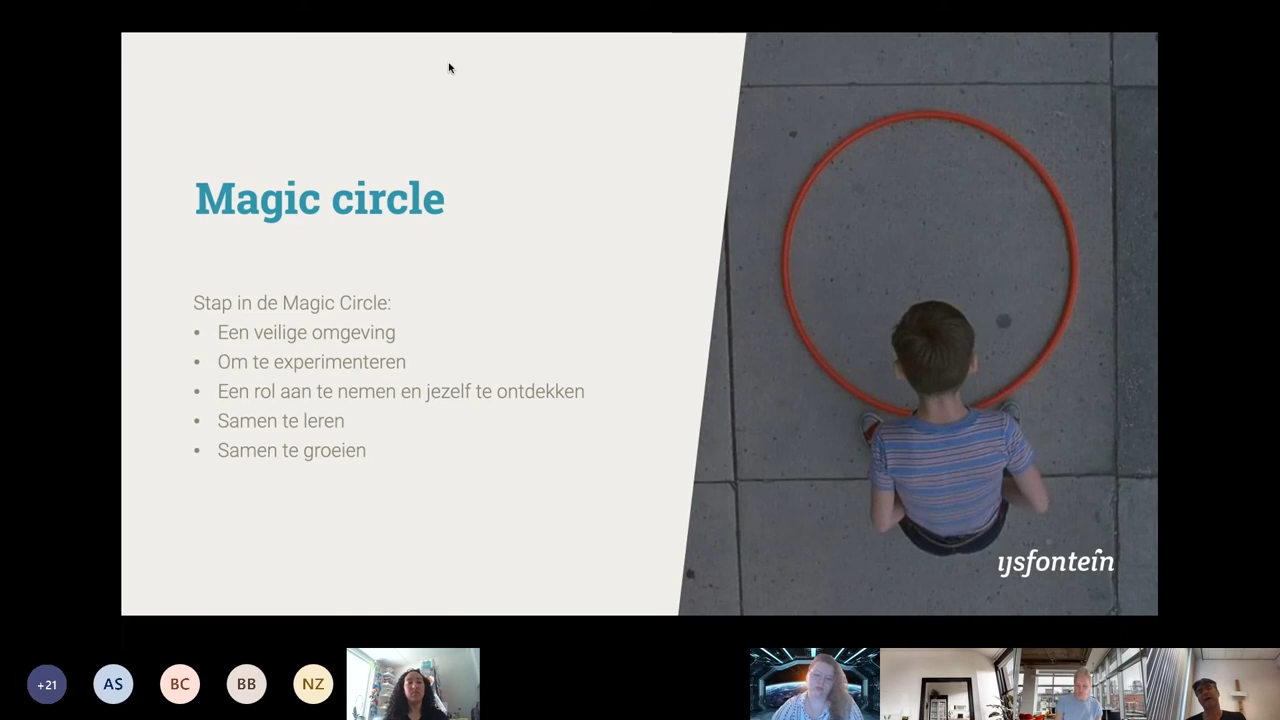 Magic circle
Stap in de Magic Circle:
• Een veilige omgeving
• Om te experimenteren
• Een rol aan te nemen en jezelf te ontdekken
• Samen te leren
• Samen te groeien
ijsfontein
+21
AS
BC
BB
NZ